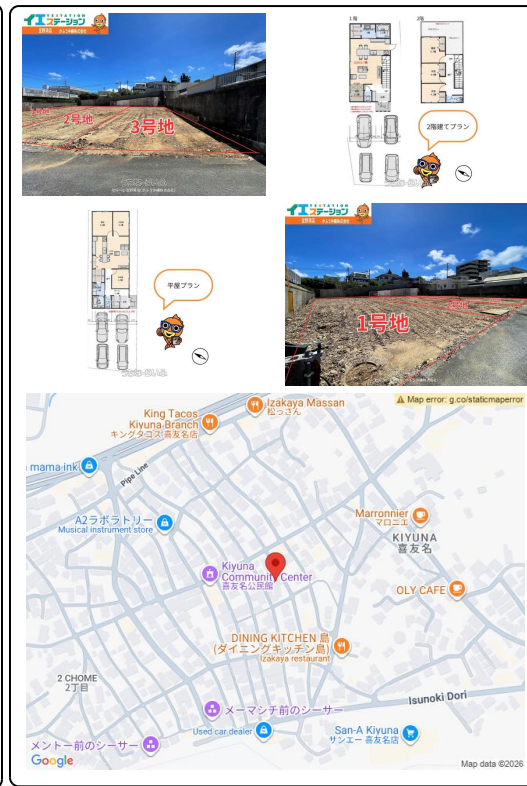 イエステーション
2号地
3号地
1階
2階
2階建てプラン
平屋プラン
イエステーション
1号地
Map error: g.co/staticmaperror
Izakaya Massan
松っさん
King Tacos
Kiyuna Branch
キングタコス 喜友名店
mama ink
Pipe Line
A2ラボラトリー
Musical instrument store
Marronnier
マロニエ
KIYUNA
喜友名
Kiyuna
Community Center
喜友名公民館
OLY CAFE
DINING KITCHEN 島
(ダイニングキッチン島)
Izakaya restaurant
2 CHOME
2丁目
メーマシチ前のシーサー
Isunoki Dori
Used car dealer
San-A Kiyuna
サンエー 喜友名店
メントー前のシーサー
Google
Map data ©2026